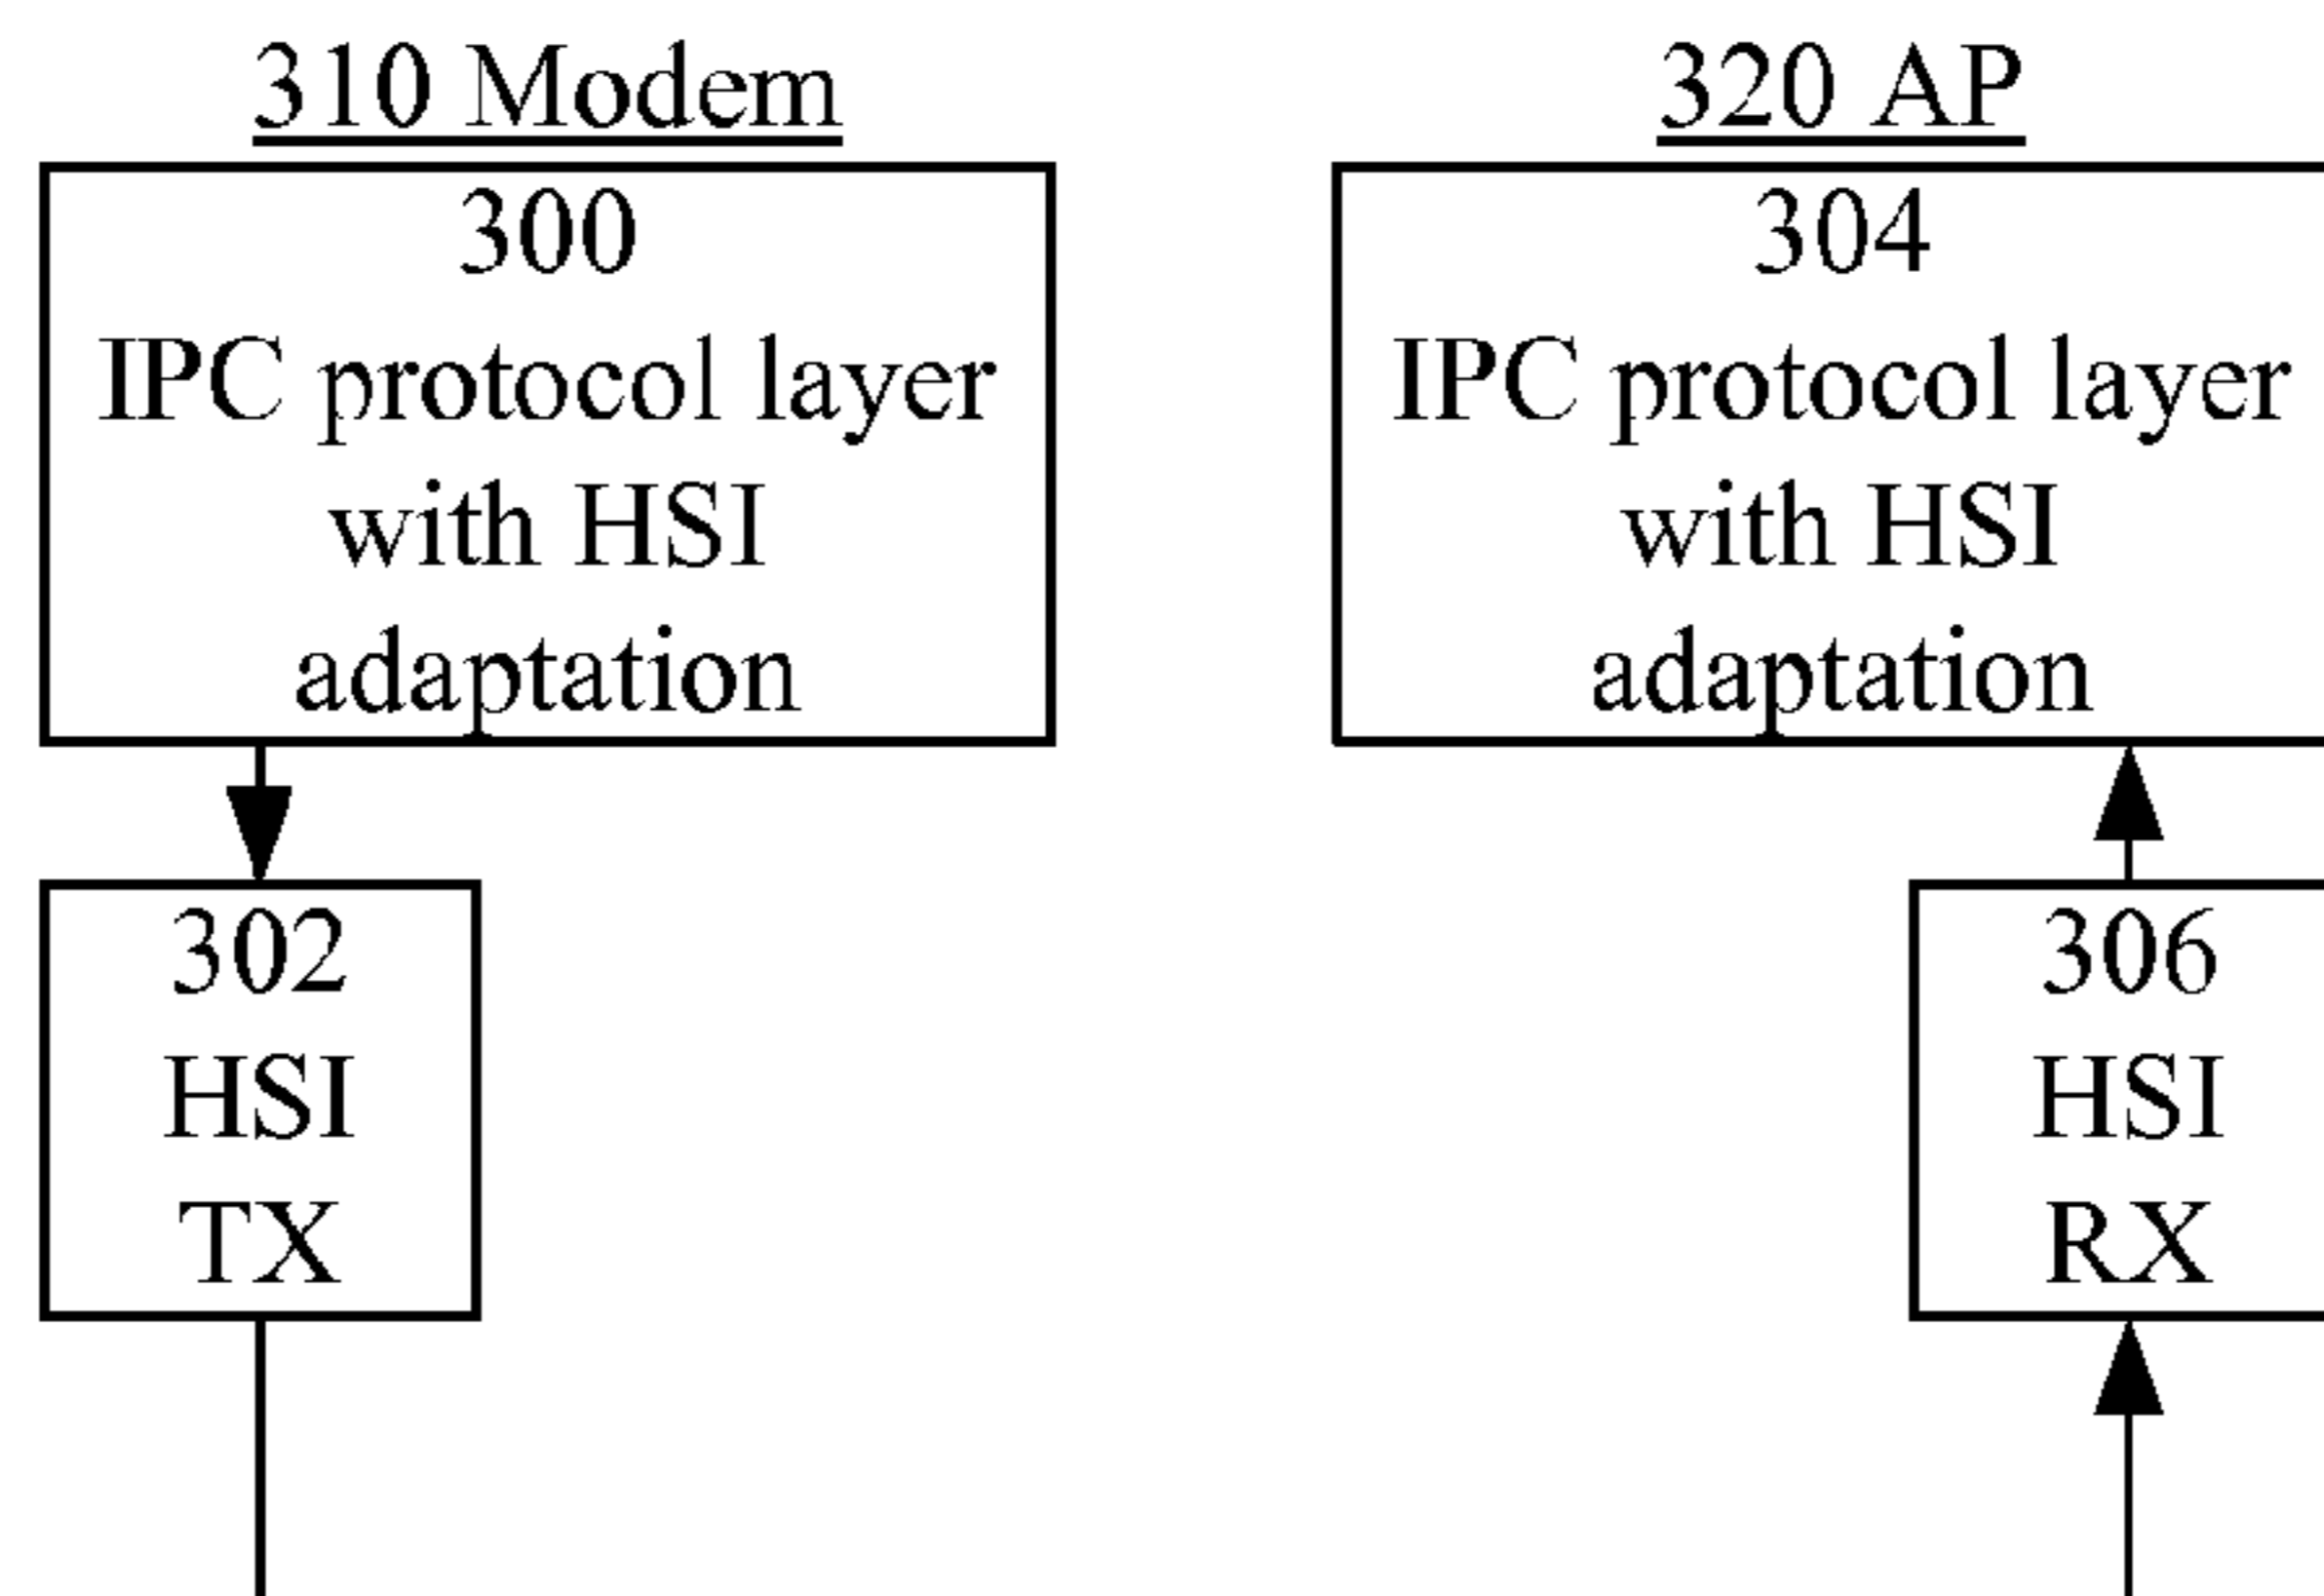 310 Modem
300
IPC protocol layer
with HSI
adaptation
302
HSI
TX
320 AP
304
IPC protocol layer
with HSI
adaptation
306
HSI
RX